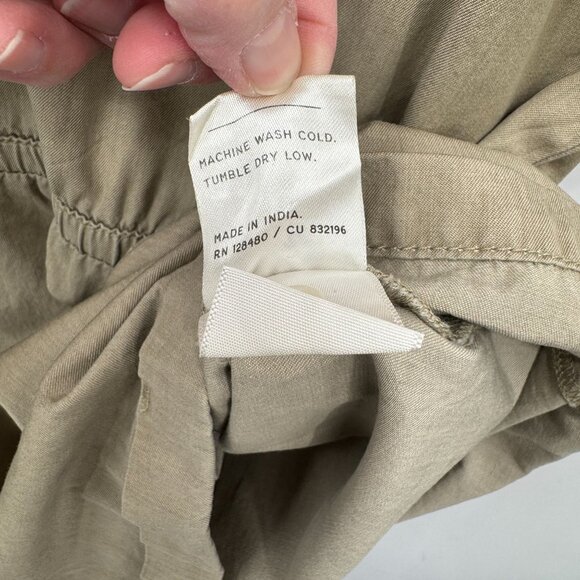 MACHINE WASH COLD.
TUMBLE DRY LOW.
MADE IN INDIA.
RN 128480 / CU 832196